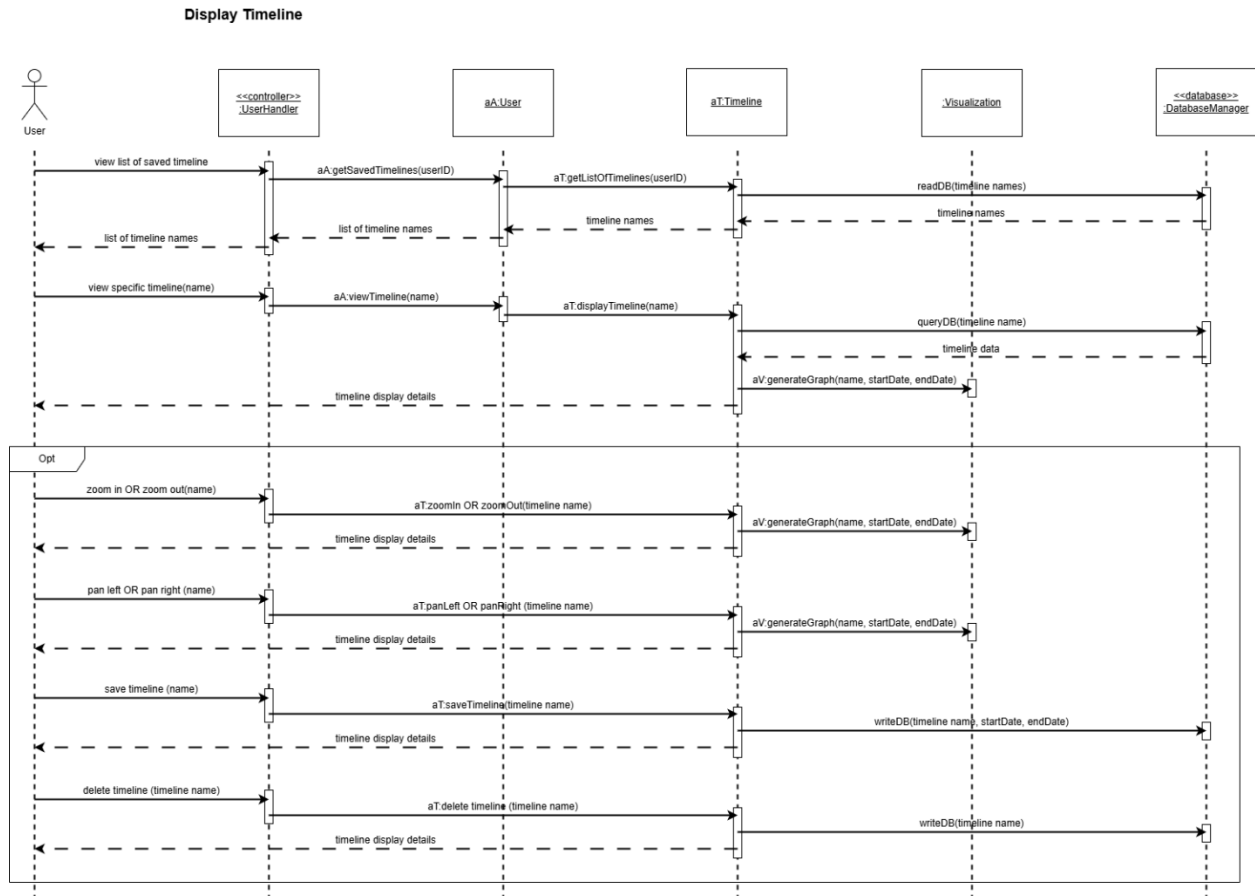 Display Timeline
User
<<controller>>
:UserHandler
aA:User
aT:Timeline
:Visualization
<<database>>
:DatabaseManager
view list of saved timeline
aA:getSavedTimelines(userID)
aT:getListOfTimelines(userID)
readDB(timeline names)
timeline names
timeline names
list of timeline names
list of timeline names
view specific timeline(name)
aA:viewTimeline(name)
aT:displayTimeline(name)
queryDB(timeline name)
timeline data
aV:generateGraph(name, startDate, endDate)
timeline display details
Opt
zoom in OR zoom out(name)
aT:zoomIn OR zoomOut(timeline name)
aV:generateGraph(name, startDate, endDate)
timeline display details
pan left OR pan right (name)
aT:panLeft OR panRight (timeline name)
aV:generateGraph(name, startDate, endDate)
timeline display details
save timeline (name)
aT:saveTimeline(timeline name)
writeDB(timeline name, startDate, endDate)
timeline display details
delete timeline (timeline name)
aT:delete timeline (timeline name)
writeDB(timeline name)
timeline display details